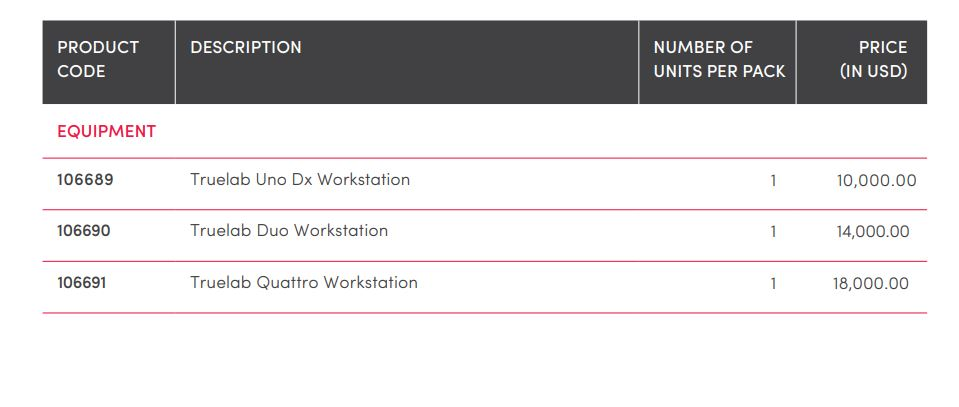 PRODUCT CODE DESCRIPTION NUMBER OF UNITS PER PACK PRICE (IN USD)
EQUIPMENT
106689 Truelab Uno Dx Workstation 1 10,000.00
106690 Truelab Duo Workstation 1 14,000.00
106691 Truelab Quattro Workstation 1 18,000.00